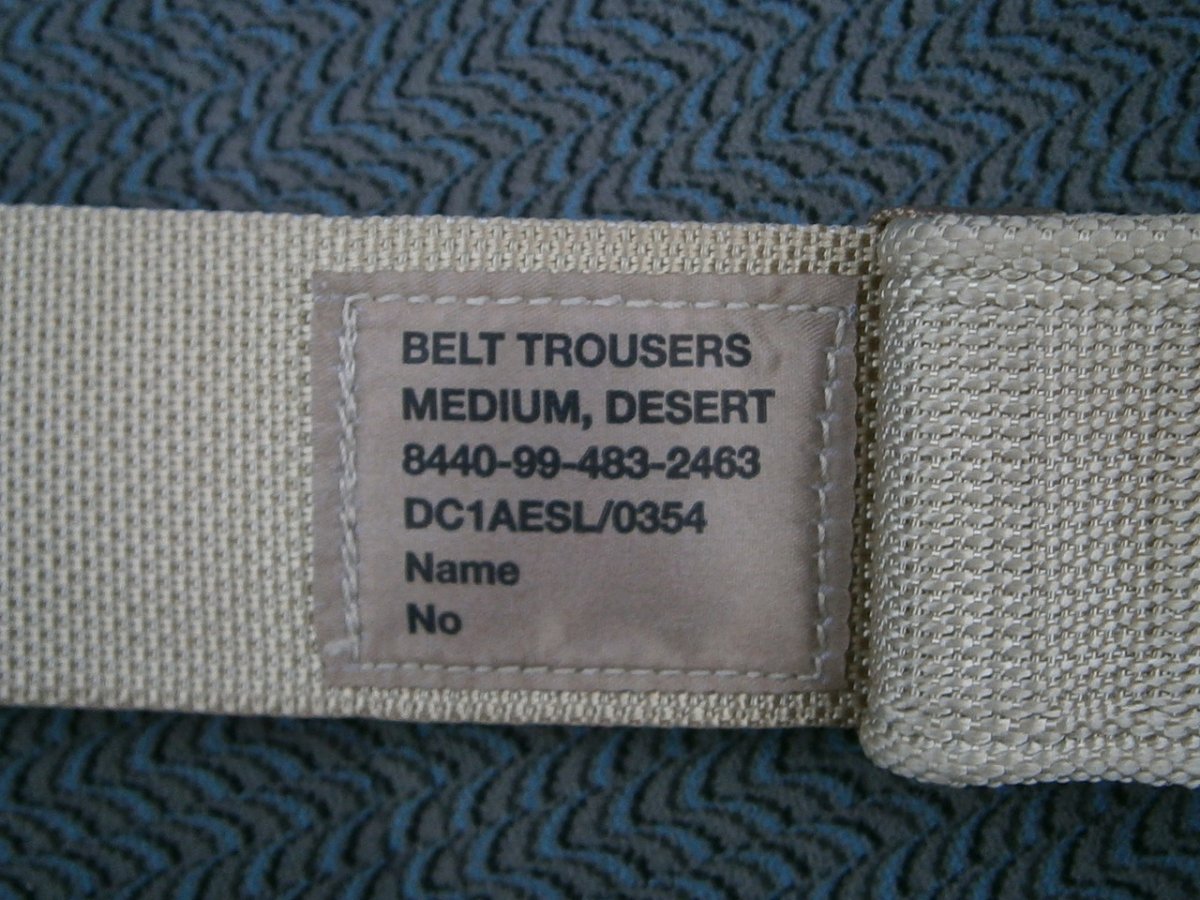 BELT TROUSERS
MEDIUM, DESERT
8440-99-483-2463
DC1AESL/0354
Name
No